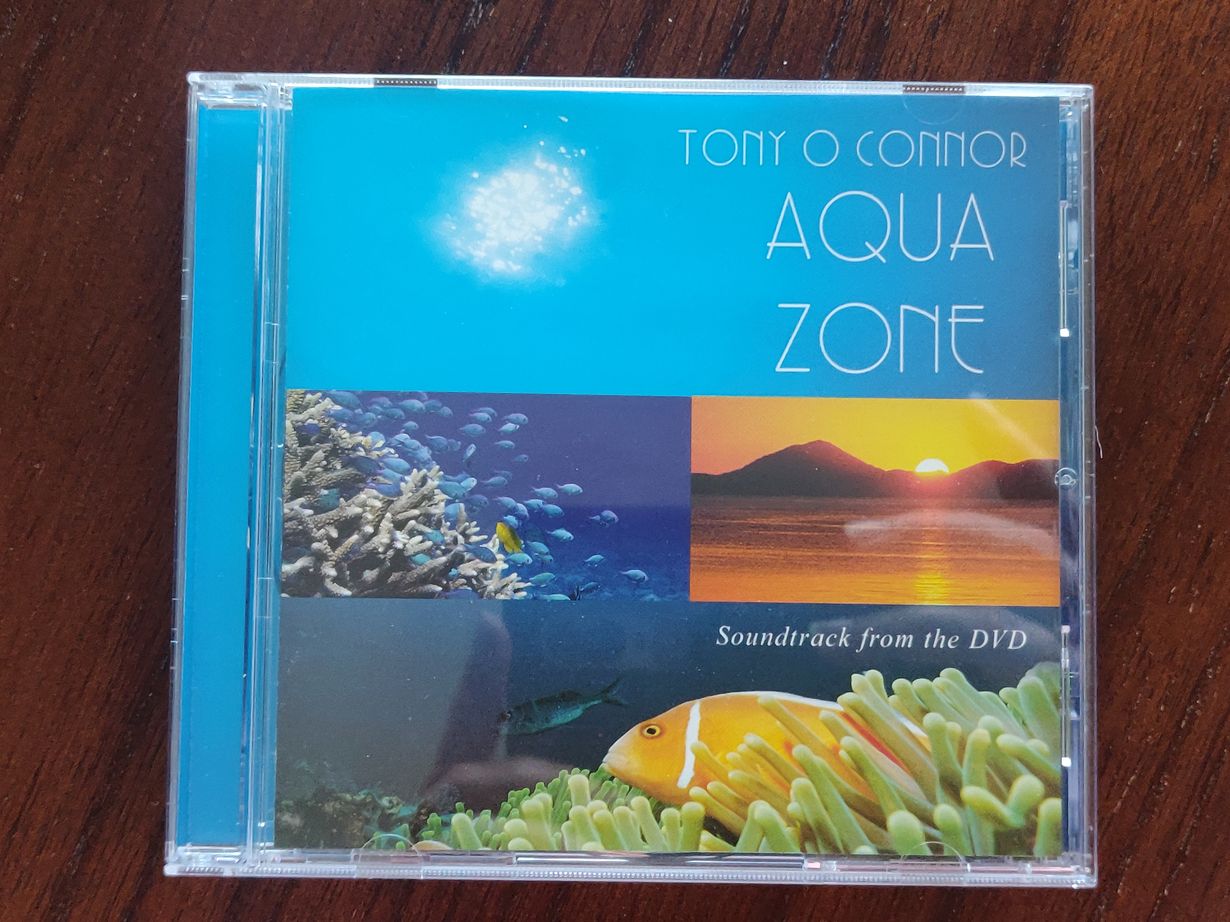 TONY O CONNOR
AQUA
ZONE
Soundtrack from the DVD